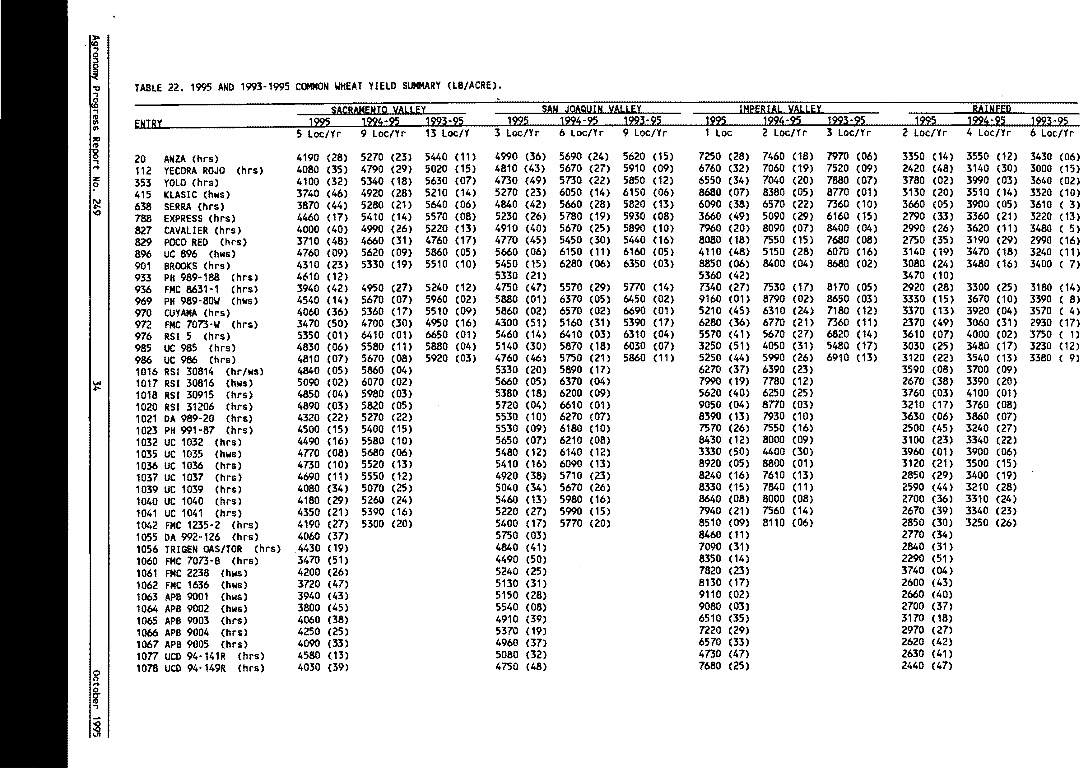 Agronomy Progress Report No. 249
34
October 1995
TABLE 22. 1995 AND 1993-1995 COMMON WHEAT YIELD SUMMARY (LB/ACRE).
SACRAMENTO VALLEY SAN JOAQUIN VALLEY IMPERIAL VALLEY RAINFED
ENTRY 1995 1994-95 1993-95 1995 1994-95 1993-95 1995 1994-95 1993-95 1995 1994-95 1993-95
5 Loc/Yr 9 Loc/Yr 13 Loc/Y 3 Loc/Yr 6 Loc/Yr 9 Loc/Yr 1 Loc 2 Loc/Yr 3 Loc/Yr 2 Loc/Yr 4 Loc/Yr 6 Loc/Yr
20 ANZA (hrs) 4190 (28) 5270 (23) 5440 (11) 4990 (36) 5690 (24) 5620 (15) 7250 (28) 7460 (18) 7970 (06) 3350 (14) 3550 (12) 3430 (06)
112 YECORA ROJO (hrs) 4080 (35) 4790 (29) 5020 (15) 4810 (43) 5670 (27) 5910 (09) 6760 (32) 7060 (19) 7520 (09) 2420 (48) 3140 (30) 3000 (15)
353 YOLO (hrs) 4100 (32) 5340 (18) 5630 (07) 4730 (49) 5730 (22) 5850 (12) 6550 (34) 7040 (20) 7880 (07) 3780 (02) 3990 (03) 3640 (02)
415 KLASIC (hws) 3740 (46) 4920 (28) 5210 (14) 5270 (23) 6050 (14) 6150 (06) 8680 (07) 8380 (05) 8770 (01) 3130 (20) 3510 (14) 3320 (10)
638 SERRA (hrs) 3870 (44) 5280 (21) 5640 (06) 4840 (42) 5660 (28) 5820 (13) 6090 (38) 6570 (22) 7360 (10) 3660 (05) 3900 (05) 3610 ( 3)
788 EXPRESS (hrs) 4460 (17) 5410 (14) 5570 (08) 5230 (26) 5780 (19) 5930 (08) 3660 (49) 5090 (29) 6160 (15) 2790 (33) 3360 (21) 3220 (13)
827 CAVALIER (hrs) 4000 (40) 4990 (26) 5220 (13) 4910 (40) 5670 (25) 5890 (10) 7960 (20) 8090 (07) 8400 (04) 2990 (26) 3620 (11) 3480 ( 5)
829 POCO RED (hrs) 3710 (48) 4660 (31) 4760 (17) 4770 (45) 5450 (30) 5440 (16) 8080 (18) 7550 (15) 7680 (08) 2750 (35) 3190 (29) 2990 (16)
896 UC 896 (hws) 4760 (09) 5620 (09) 5860 (05) 5660 (06) 6150 (11) 6160 (05) 4110 (48) 5150 (28) 6070 (16) 3140 (19) 3470 (18) 3240 (11)
901 BROOKS (hrs) 4310 (23) 5330 (19) 5510 (10) 5450 (15) 6280 (06) 6350 (03) 8850 (06) 8400 (04) 8680 (02) 3080 (24) 3480 (16) 3400 ( 7)
933 PH 989-188 (hrs) 4610 (12) 5330 (21) 5360 (42) 3470 (10)
936 FMC 8631-1 (hrs) 3940 (42) 4950 (27) 5240 (12) 4750 (47) 5570 (29) 5770 (14) 7340 (27) 7530 (17) 8170 (05) 2920 (28) 3300 (25) 3180 (14)
969 PH 989-80W (hws) 4540 (14) 5670 (07) 5960 (02) 5880 (01) 6370 (05) 6450 (02) 9160 (01) 8790 (02) 8650 (03) 3330 (15) 3670 (10) 3390 ( 8)
970 CUYAMA (hrs) 4060 (36) 5360 (17) 5510 (09) 5860 (02) 6570 (02) 6690 (01) 5210 (45) 6310 (24) 7180 (12) 3370 (13) 3920 (04) 3570 ( 4)
972 FMC 7073-W (hrs) 3470 (50) 4700 (30) 4950 (16) 4300 (51) 5160 (31) 5390 (17) 6280 (36) 6770 (21) 7360 (11) 2370 (49) 3060 (31) 2930 (17)
976 RSI 5 (hrs) 5350 (01) 6410 (01) 6650 (01) 5460 (14) 6410 (03) 6310 (04) 5570 (41) 5670 (27) 6820 (14) 3610 (07) 4000 (02) 3750 ( 1)
985 UC 985 (hrs) 4830 (06) 5580 (11) 5880 (04) 5140 (30) 5870 (18) 6030 (07) 3250 (51) 4050 (31) 5480 (17) 3030 (25) 3480 (17) 3230 (12)
986 UC 986 (hrs) 4810 (07) 5670 (08) 5920 (03) 4760 (46) 5750 (21) 5860 (11) 5250 (44) 5990 (26) 6910 (13) 3120 (22) 3540 (13) 3380 ( 9)
1016 RSI 30814 (hr/ws) 4840 (05) 5860 (04) 5330 (20) 5890 (17) 6270 (37) 6390 (23) 3590 (08) 3700 (09)
1017 RSI 30816 (hws) 5090 (02) 6070 (02) 5660 (05) 6370 (04) 7990 (19) 7780 (12) 2670 (38) 3390 (20)
1018 RSI 30915 (hrs) 4850 (04) 5980 (03) 5380 (18) 6200 (09) 5620 (40) 6250 (25) 3760 (03) 4100 (01)
1020 RSI 31206 (hrs) 4890 (03) 5820 (05) 5720 (04) 6610 (01) 9050 (04) 8770 (03) 3210 (17) 3760 (08)
1021 DA 989-20 (hrs) 4320 (22) 5270 (22) 5530 (10) 6270 (07) 8390 (13) 7930 (10) 3630 (06) 3860 (07)
1023 PH 991-87 (hrs) 4500 (15) 5400 (15) 5530 (09) 6180 (10) 7570 (26) 7550 (16) 2500 (45) 3240 (27)
1032 UC 1032 (hrs) 4490 (16) 5580 (10) 5650 (07) 6210 (08) 8430 (12) 8000 (09) 3100 (23) 3340 (22)
1035 UC 1035 (hws) 4770 (08) 5680 (06) 5480 (12) 6140 (12) 3330 (50) 4400 (30) 3960 (01) 3900 (06)
1036 UC 1036 (hrs) 4730 (10) 5520 (13) 5410 (16) 6090 (13) 8920 (05) 8800 (01) 3120 (21) 3500 (15)
1037 UC 1037 (hrs) 4690 (11) 5550 (12) 4920 (38) 5710 (23) 8240 (16) 7610 (13) 2850 (29) 3400 (19)
1039 UC 1039 (hrs) 4080 (34) 5070 (25) 5040 (34) 5670 (26) 8330 (15) 7840 (11) 2590 (44) 3210 (28)
1040 UC 1040 (hrs) 4180 (29) 5260 (24) 5460 (13) 5980 (16) 8640 (08) 8000 (08) 2700 (36) 3310 (24)
1041 UC 1041 (hrs) 4350 (21) 5390 (16) 5220 (27) 5990 (15) 7940 (21) 7560 (14) 2670 (39) 3340 (23)
1042 FMC 1235-2 (hrs) 4190 (27) 5300 (20) 5400 (17) 5770 (20) 8510 (09) 8110 (06) 2850 (30) 3250 (26)
1055 DA 992-126 (hrs) 4060 (37) 5750 (03) 8460 (11) 2770 (34)
1056 TRIGEN GAS/TOR (hrs) 4430 (19) 4840 (41) 7090 (31) 2840 (31)
1060 FMC 7073-B (hrs) 3470 (51) 4490 (50) 8350 (14) 2290 (51)
1061 FMC 2238 (hws) 4200 (26) 5240 (25) 7820 (23) 3740 (04)
1062 FMC 1636 (hws) 3720 (47) 5130 (31) 8130 (17) 2600 (43)
1063 APB 9001 (hws) 3940 (43) 5150 (28) 9110 (02) 2660 (40)
1064 APB 9002 (hws) 3800 (45) 5540 (08) 9080 (03) 2700 (37)
1065 APB 9003 (hrs) 4060 (38) 4910 (39) 6510 (35) 3170 (18)
1066 APB 9004 (hrs) 4250 (25) 5370 (19) 7220 (29) 2970 (27)
1067 APB 9005 (hrs) 4090 (33) 4960 (37) 6570 (33) 2620 (42)
1077 UCD 94-141R (hrs) 4580 (13) 5080 (32) 4730 (47) 2630 (41)
1078 UCD 94-149R (hrs) 4030 (39) 4750 (48) 7680 (25) 2440 (47)